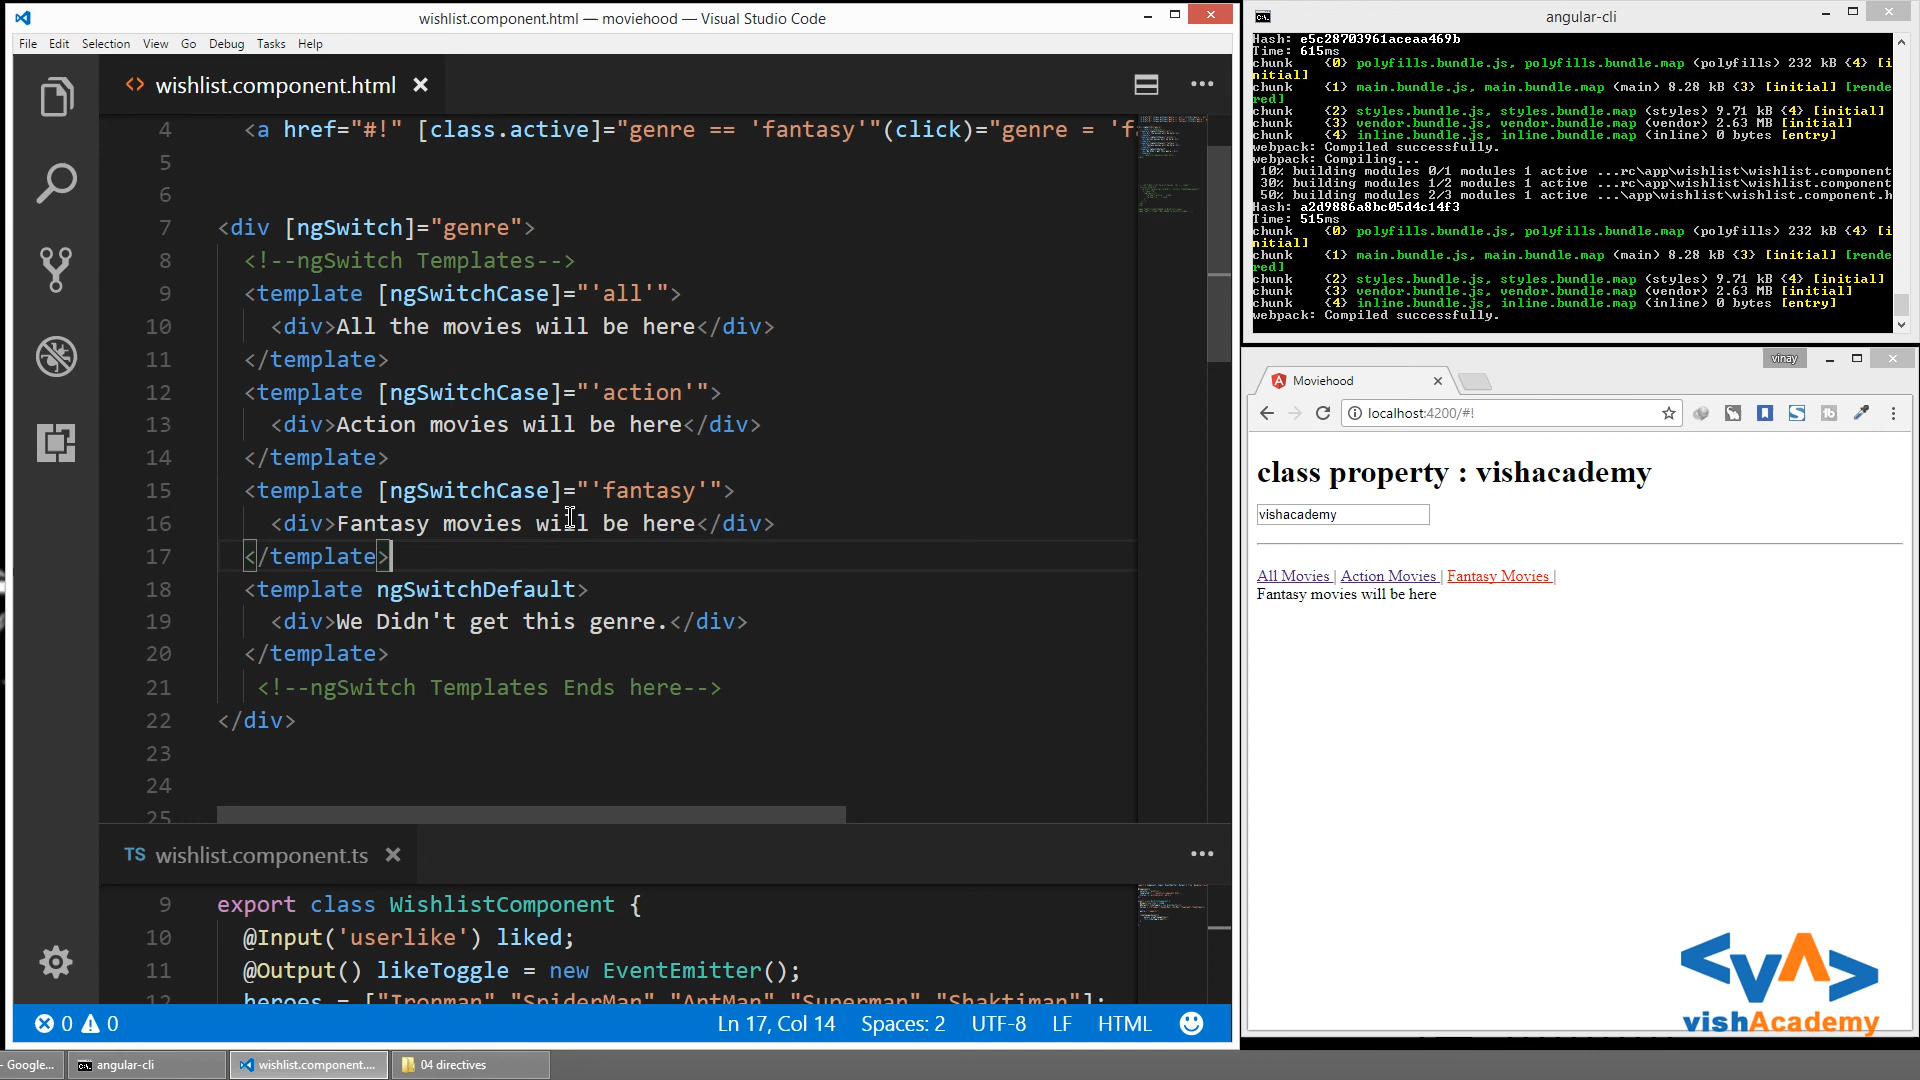 wishlist.component.html — moviehood — Visual Studio Code
File Edit Selection View Go Debug Tasks Help
<> wishlist.component.html
4 <a href="#!" [class.active]="genre == 'fantasy'"(click)="genre = 'f
5
6
7 <div [ngSwitch]="genre">
8 <!--ngSwitch Templates-->
9 <template [ngSwitchCase]="'all'">
10 <div>All the movies will be here</div>
11 </template>
12 <template [ngSwitchCase]="'action'">
13 <div>Action movies will be here</div>
14 </template>
15 <template [ngSwitchCase]="'fantasy'">
16 <div>Fantasy movies will be here</div>
17 </template>
18 <template ngSwitchDefault>
19 <div>We Didn't get this genre.</div>
20 </template>
21 <!--ngSwitch Templates Ends here-->
22 </div>
23
24
25
TS wishlist.component.ts
9 export class WishlistComponent {
10 @Input('userlike') liked;
11 @Output() likeToggle = new EventEmitter();
12 heroes = ["Ironman","SpiderMan","AntMan","Superman","Shaktiman"];
0 0 Ln 17, Col 14 Spaces: 2 UTF-8 LF HTML
angular-cli
Hash: e5c28703961aceaa469b
Time: 615ms
chunk {0} polyfills.bundle.js, polyfills.bundle.map (polyfills) 232 kB {4} [i
nitial]
chunk {1} main.bundle.js, main.bundle.map (main) 8.28 kB {3} [initial] [rende
red]
chunk {2} styles.bundle.js, styles.bundle.map (styles) 9.71 kB {4} [initial]
chunk {3} vendor.bundle.js, vendor.bundle.map (vendor) 2.63 MB [initial]
chunk {4} inline.bundle.js, inline.bundle.map (inline) 0 bytes [entry]
webpack: Compiled successfully.
webpack: Compiling...
10% building modules 0/1 modules 1 active ...rc\app\wishlist\wishlist.component
30% building modules 1/2 modules 1 active ...rc\app\wishlist\wishlist.component
50% building modules 2/3 modules 1 active ...\app\wishlist\wishlist.component.h
Hash: a2d9886a8bc05d4c14f3
Time: 515ms
chunk {0} polyfills.bundle.js, polyfills.bundle.map (polyfills) 232 kB {4} [i
nitial]
chunk {1} main.bundle.js, main.bundle.map (main) 8.28 kB {3} [initial] [rende
red]
chunk {2} styles.bundle.js, styles.bundle.map (styles) 9.71 kB {4} [initial]
chunk {3} vendor.bundle.js, vendor.bundle.map (vendor) 2.63 MB [initial]
chunk {4} inline.bundle.js, inline.bundle.map (inline) 0 bytes [entry]
webpack: Compiled successfully.
vinay
Moviehood
localhost:4200/#!
class property : vishacademy
vishacademy
All Movies | Action Movies | Fantasy Movies |
Fantasy movies will be here
<VA>
vishAcademy
- Google... angular-cli wishlist.component.... 04 directives